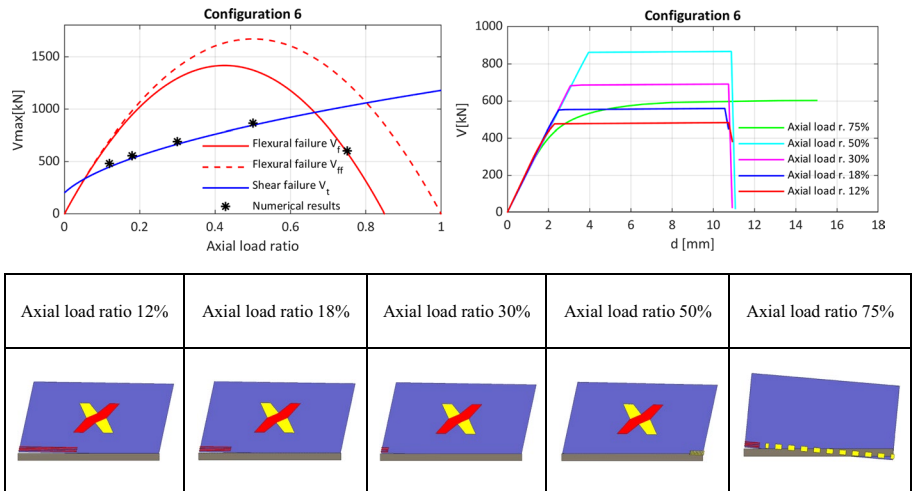 Configuration 6
Vmax[kN]
1500
1000
500
0
0
0.2
0.4
0.6
0.8
1
Axial load ratio
Flexural failure V_f
Flexural failure V_ff
Shear failure V_t
Numerical results
Configuration 6
V[kN]
1000
800
600
400
200
0
0
2
4
6
8
10
12
14
16
18
d [mm]
Axial load r. 75%
Axial load r. 50%
Axial load r. 30%
Axial load r. 18%
Axial load r. 12%
Axial load ratio 12%
Axial load ratio 18%
Axial load ratio 30%
Axial load ratio 50%
Axial load ratio 75%